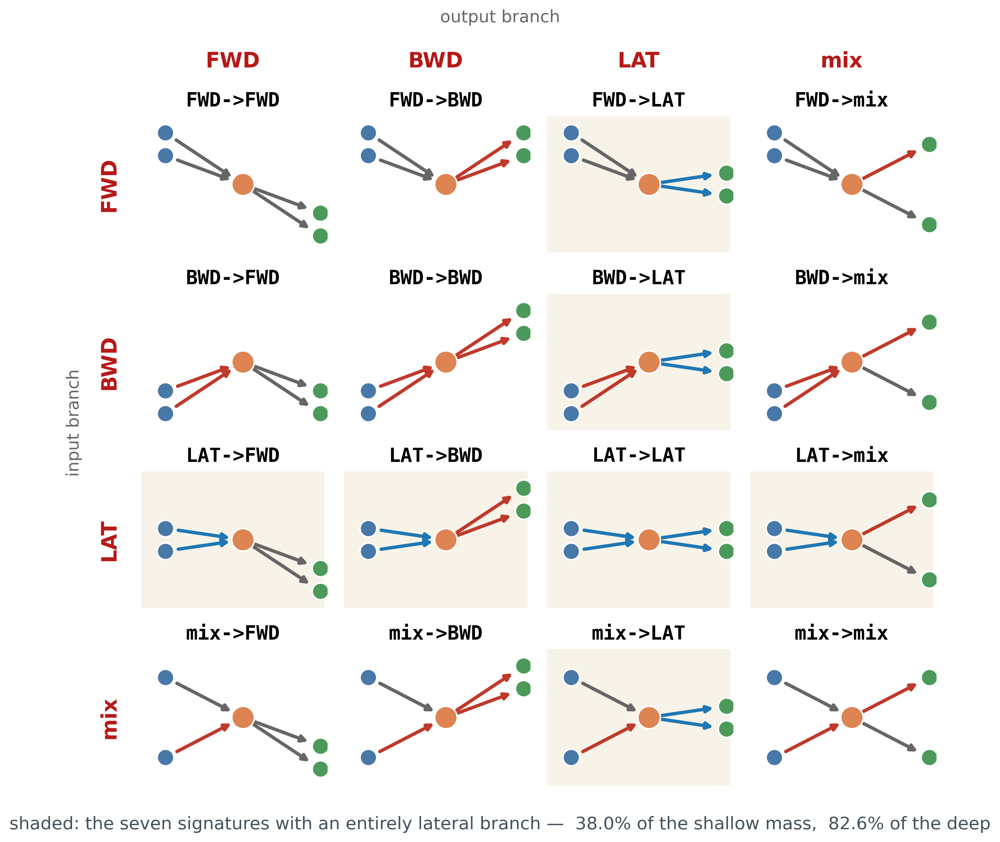 output branch
FWD BWD LAT mix
FWD->FWD FWD->BWD FWD->LAT FWD->mix
FWD
BWD->FWD BWD->BWD BWD->LAT BWD->mix
BWD
input branch
LAT->FWD LAT->BWD LAT->LAT LAT->mix
LAT
mix->FWD mix->BWD mix->LAT mix->mix
mix
shaded: the seven signatures with an entirely lateral branch — 38.0% of the shallow mass, 82.6% of the deep